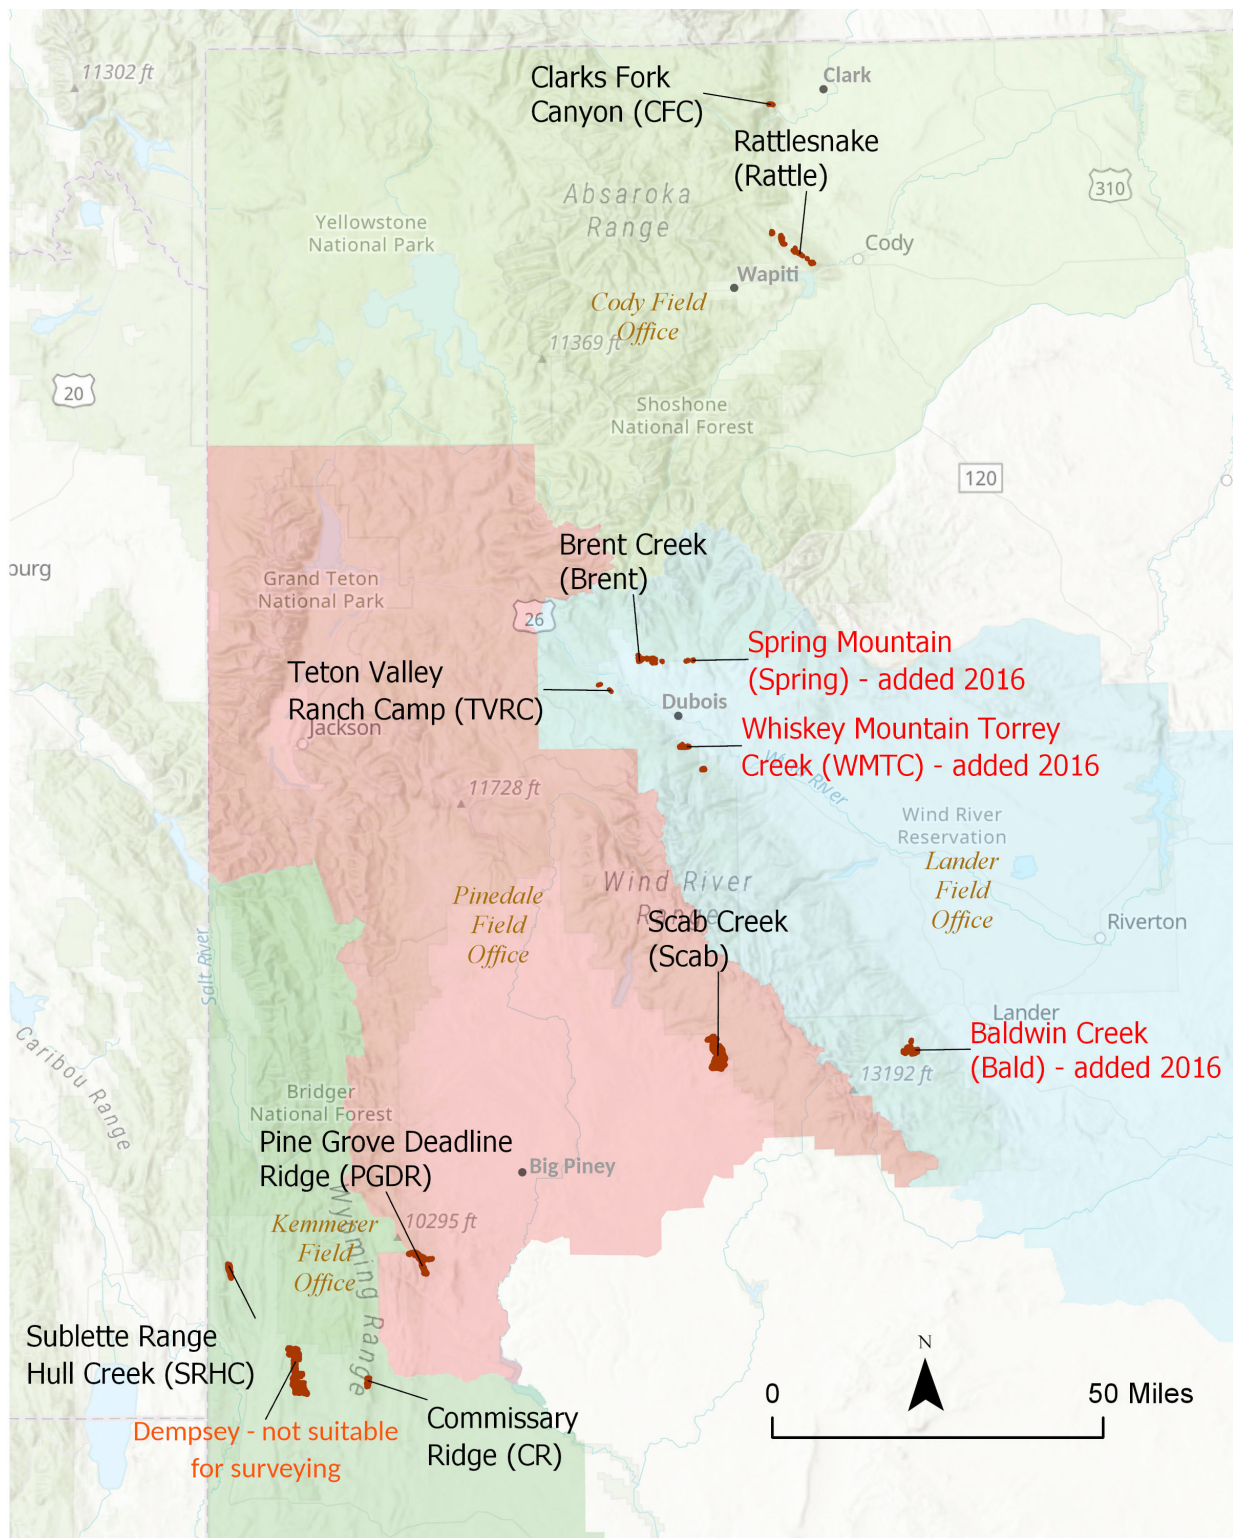 11302 ft
Clarks Fork
Canyon (CFC)
Clark
Rattlesnake
(Rattle)
310
Absaroka
Range
Yellowstone
National Park
Cody
Wapiti
Cody Field
Office
11369 ft
20
Shoshone
National Forest
120
Brent Creek
(Brent)
burg
Grand Teton
National Park
26
Spring Mountain
(Spring) - added 2016
Teton Valley
Ranch Camp (TVRC)
Dubois
Jackson
Whiskey Mountain Torrey
Creek (WMTC) - added 2016
Wind River
11728 ft
Wind River
Reservation
Lander
Field
Office
Wind River
Range
Pinedale
Field
Office
Scab Creek
(Scab)
Riverton
Salt River
Lander
Baldwin Creek
(Bald) - added 2016
13192 ft
Caribou Range
Bridger
National Forest
Pine Grove Deadline
Ridge (PGDR)
Big Piney
Wyoming Range
Kemmerer
Field
Office
10295 ft
Sublette Range
Hull Creek (SRHC)
N
0 50 Miles
Dempsey - not suitable
for surveying
Commissary
Ridge (CR)